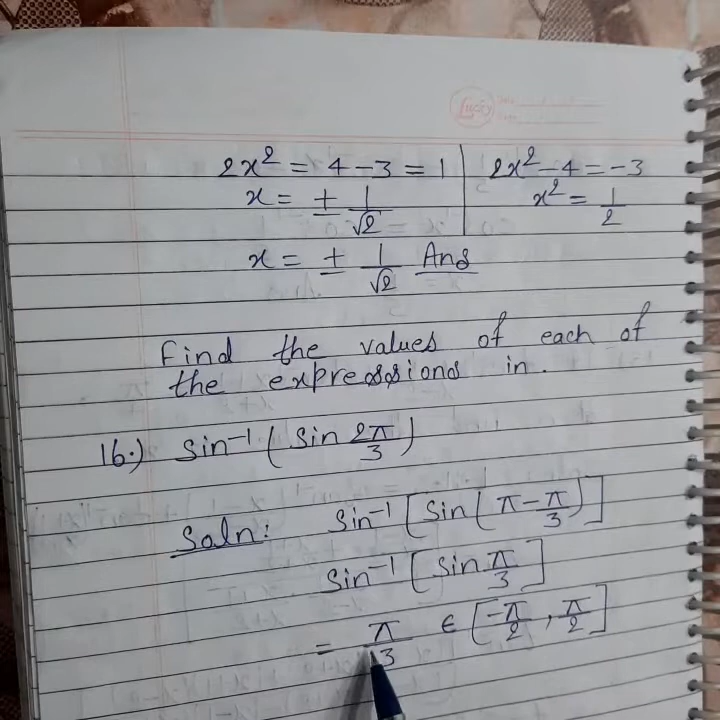 Lucky
2x² = 4 – 3 = 1 | 2x² – 4 = –3
x = ± 1/√2 | x² = 1/2
x = ± 1/√2 Ans
Find the values of each of
the expressions in.
16.) sin⁻¹ ( sin 2π/3 )
Soln: sin⁻¹ [ sin ( π – π/3 ) ]
sin⁻¹ [ sin π/3 ]
= π/3 ∈ [ –π/2 , π/2 ]